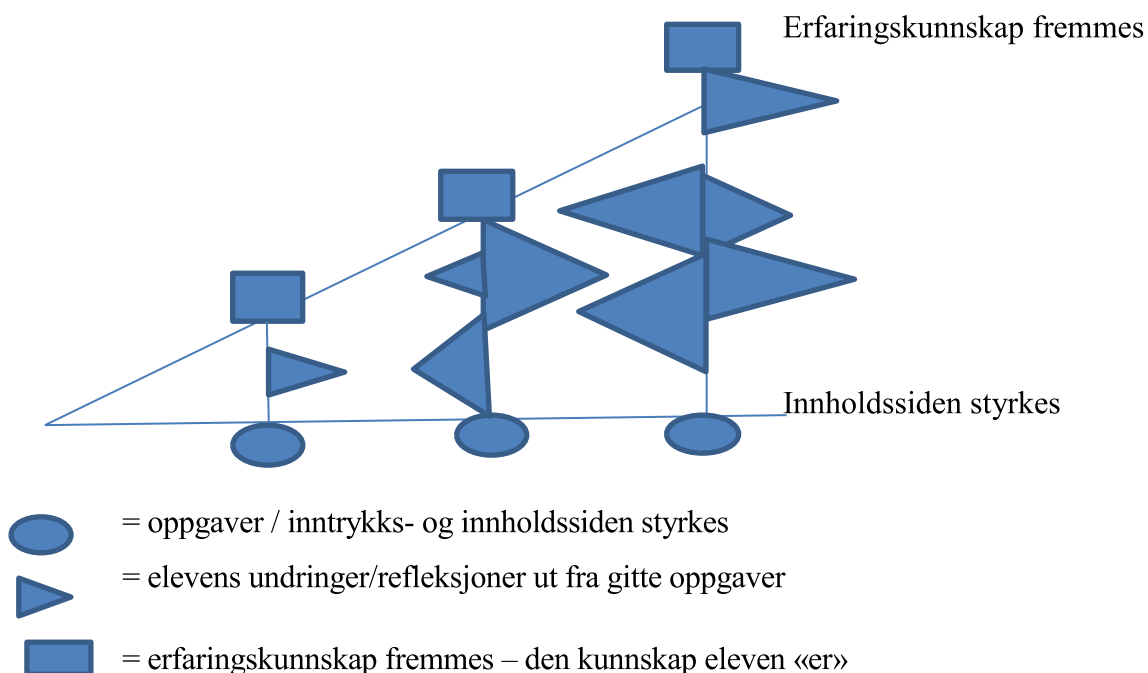 Erfaringskunnskap fremmes
Innholdssiden styrkes
= oppgaver / inntrykks- og innholdssiden styrkes
= elevens undringer/refleksjoner ut fra gitte oppgaver
= erfaringskunnskap fremmes – den kunnskap eleven «er»